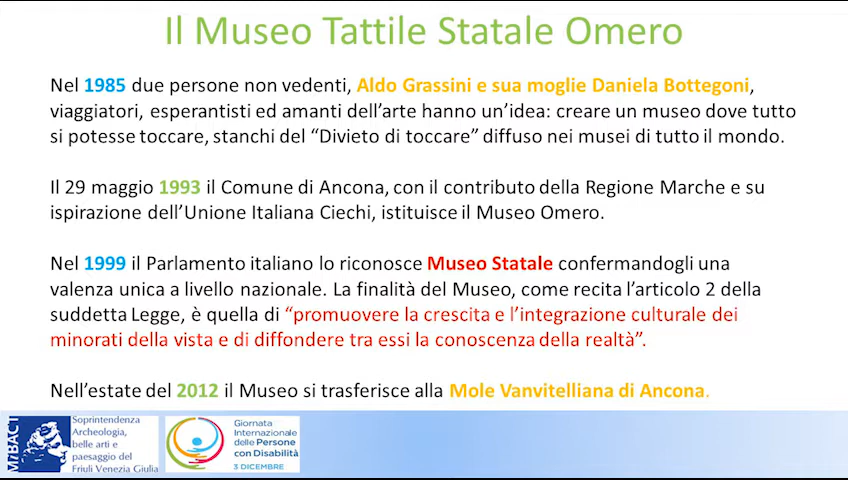 Il Museo Tattile Statale Omero
Nel 1985 due persone non vedenti, Aldo Grassini e sua moglie Daniela Bottegoni,
viaggiatori, esperantisti ed amanti dell’arte hanno un’idea: creare un museo dove tutto
si potesse toccare, stanchi del “Divieto di toccare” diffuso nei musei di tutto il mondo.
Il 29 maggio 1993 il Comune di Ancona, con il contributo della Regione Marche e su
ispirazione dell’Unione Italiana Ciechi, istituisce il Museo Omero.
Nel 1999 il Parlamento italiano lo riconosce Museo Statale confermandogli una
valenza unica a livello nazionale. La finalità del Museo, come recita l’articolo 2 della
suddetta Legge, è quella di “promuovere la crescita e l’integrazione culturale dei
minorati della vista e di diffondere tra essi la conoscenza della realtà”.
Nell’estate del 2012 il Museo si trasferisce alla Mole Vanvitelliana di Ancona.
MiBACT
Soprintendenza
Archeologia,
belle arti e
paesaggio del
Friuli Venezia Giulia
Giornata
Internazionale
delle Persone
con Disabilità
3 DICEMBRE